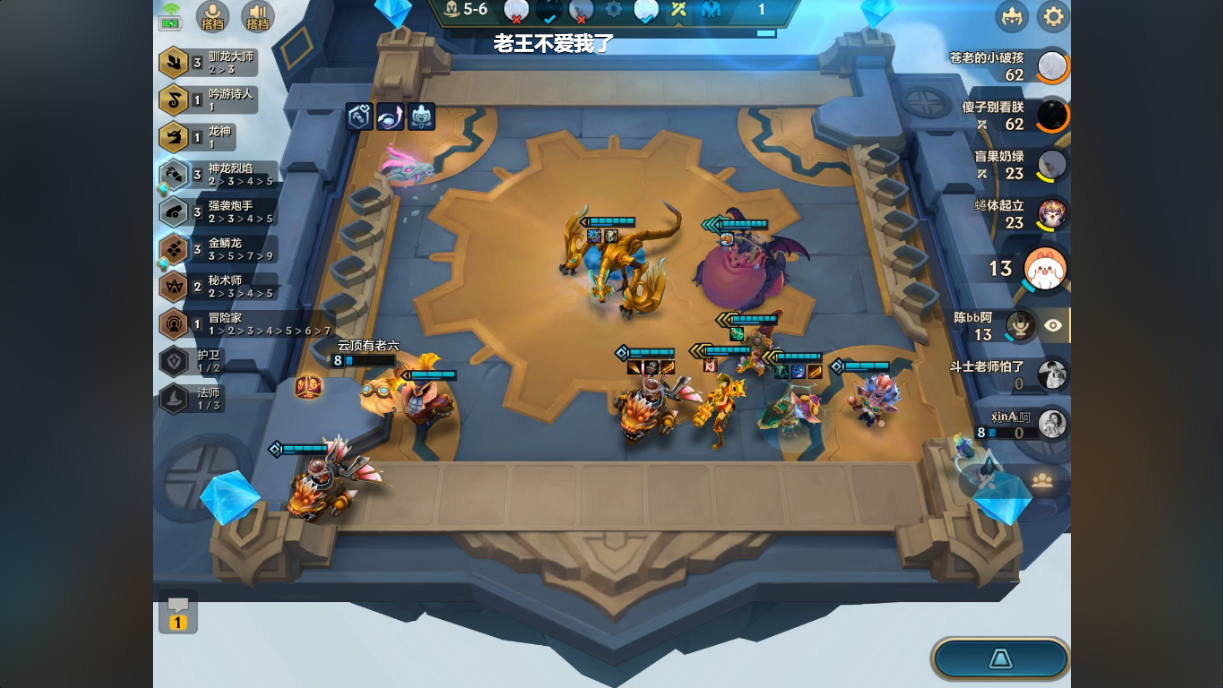 搭档
搭档
5-6
1
老王不爱我了
3 驯龙大师
2 > 3
1 吟游诗人
1
1 龙神
1
3 神龙烈焰
2 > 3 > 4 > 5
3 强袭炮手
2 > 3 > 4 > 5
3 金鳞龙
3 > 5 > 7 > 9
2 秘术师
2 > 3 > 4 > 5
1 冒险家
1 > 2 > 3 > 4 > 5 > 6 > 7
护卫
1 / 2
法师
1 / 3
云顶有老六
8
苍老的小破孩
62
傻子别看朕
62
盲果奶绿
23
蜷体起立
23
13
陈bb阿
13
斗士老师怕了
0
8 0
1